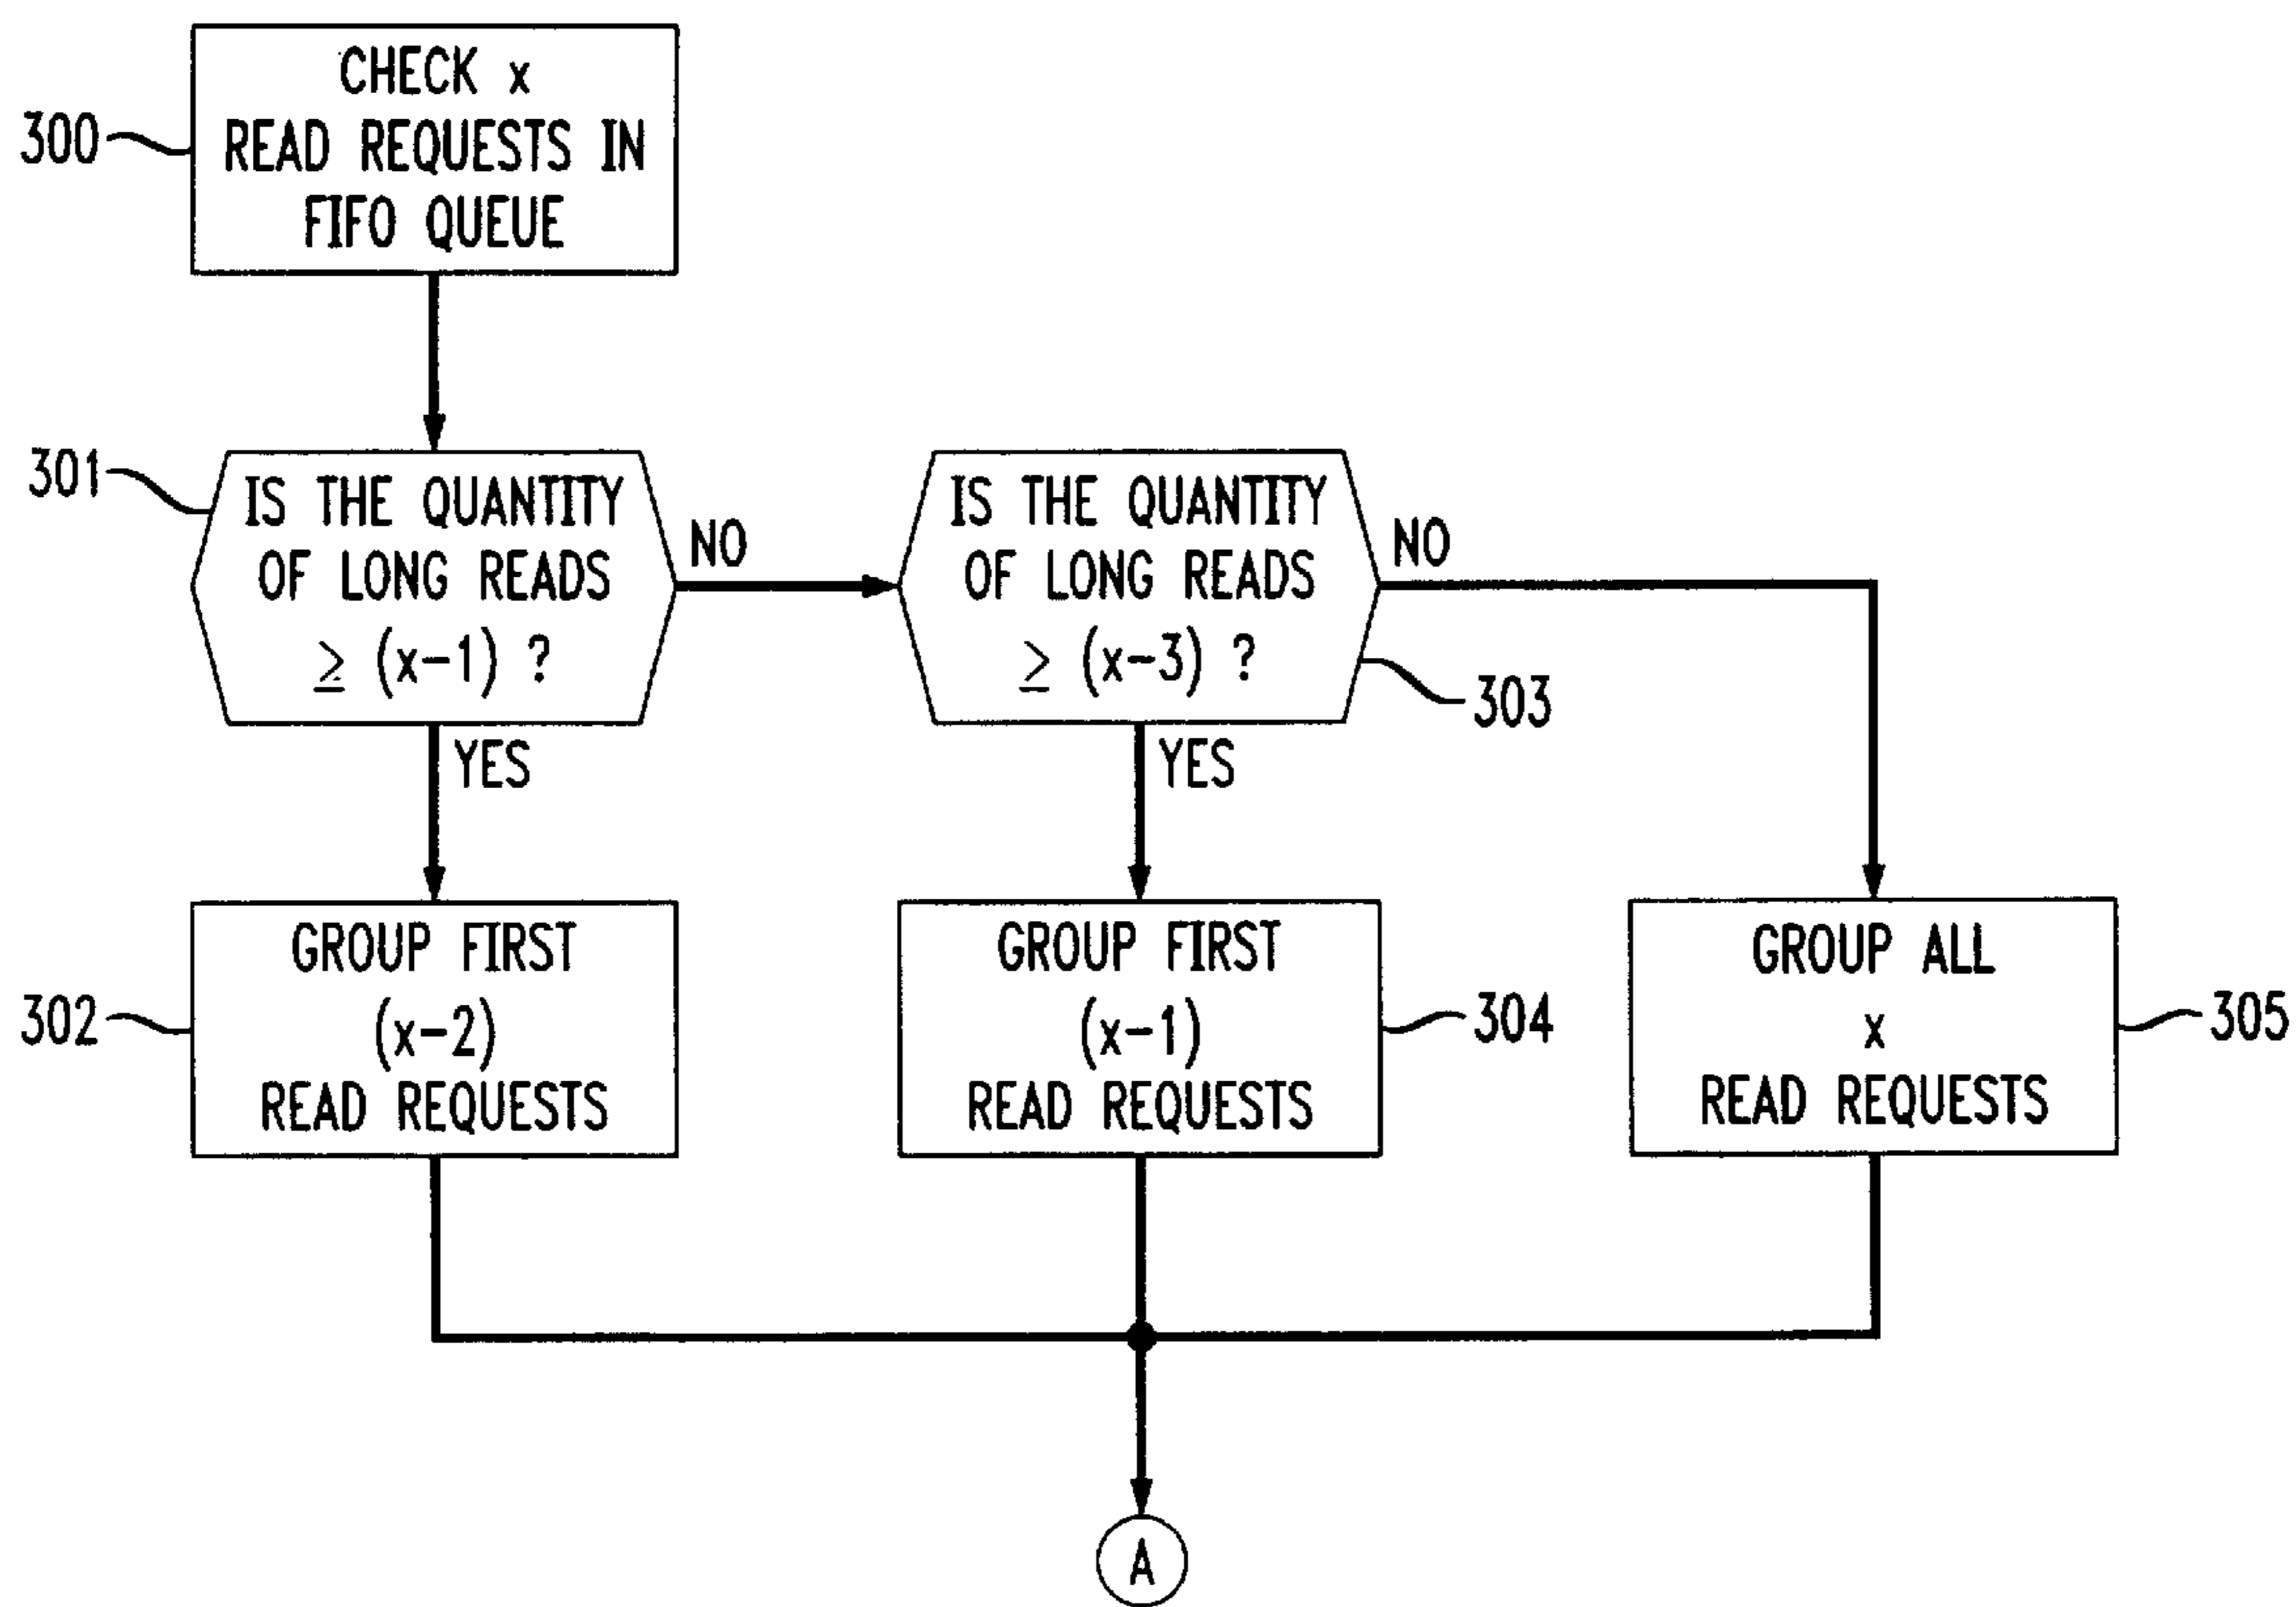 CHECK x
READ REQUESTS IN
FIFO QUEUE
300
301
IS THE QUANTITY
OF LONG READS
≥ (x-1) ?
NO
IS THE QUANTITY
OF LONG READS
≥ (x-3) ?
NO
303
YES
YES
302
GROUP FIRST
(x-2)
READ REQUESTS
GROUP FIRST
(x-1)
READ REQUESTS
304
GROUP ALL
x
READ REQUESTS
305
A